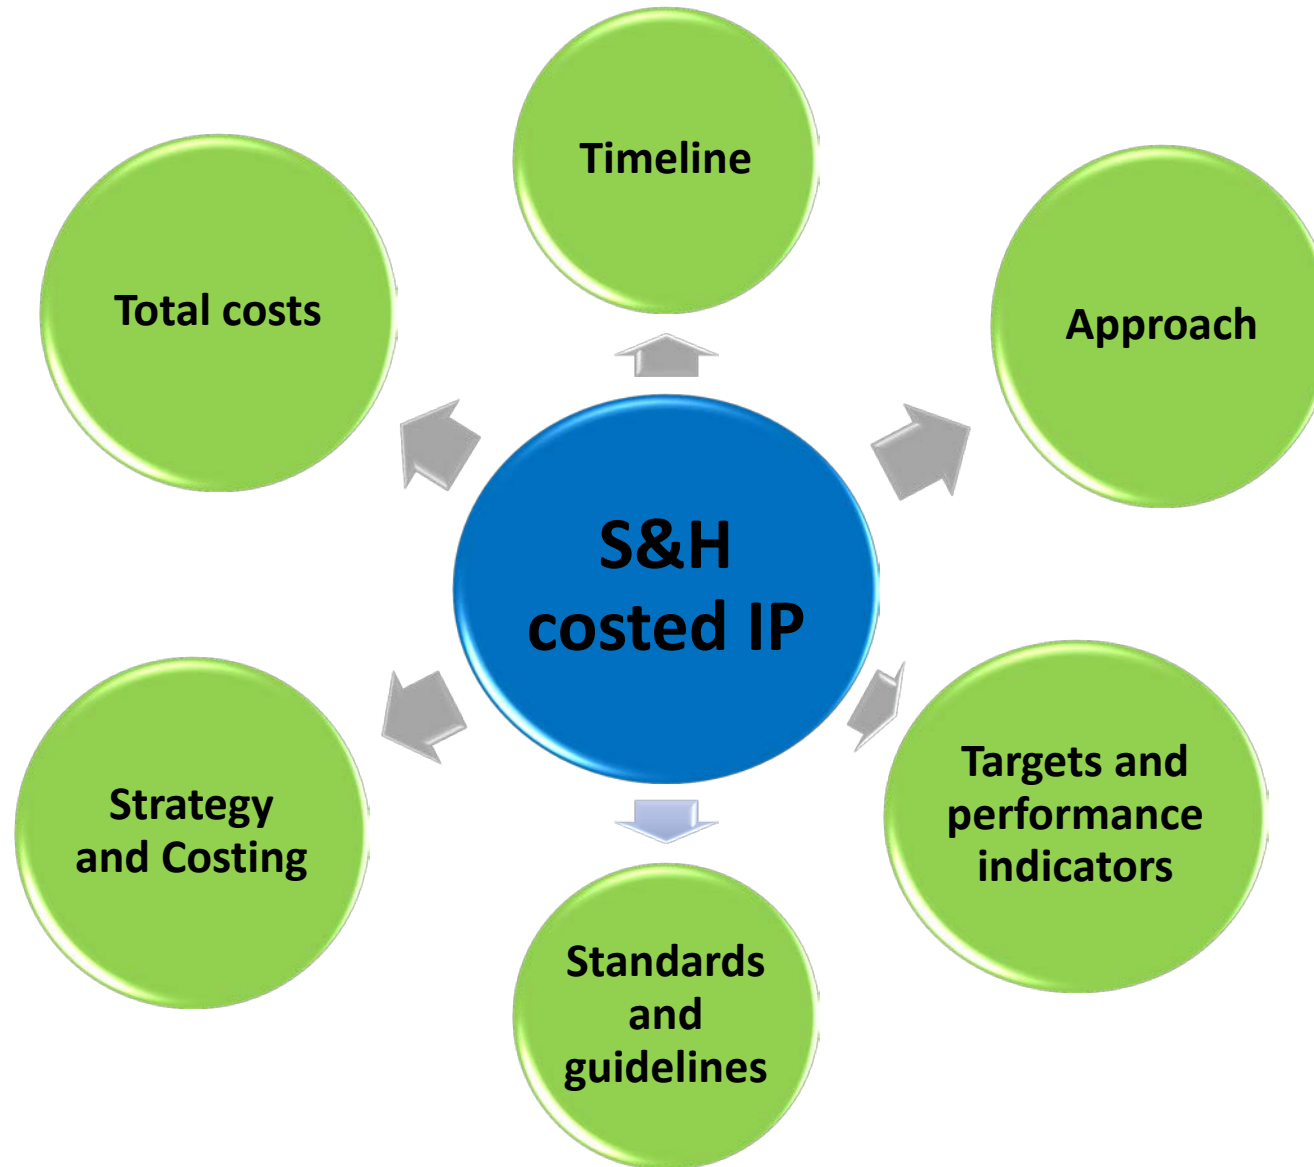 Timeline
Total costs
Approach
S&H
costed IP
Strategy
and Costing
Targets and
performance
indicators
Standards
and
guidelines